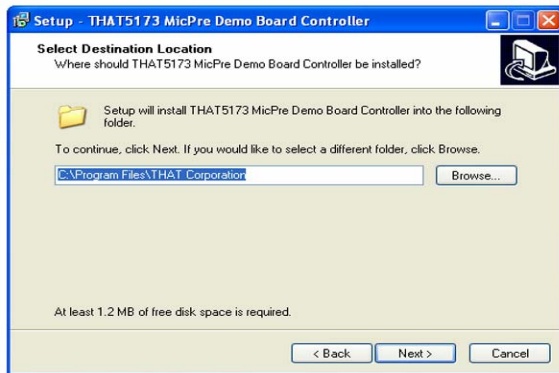 Setup - THAT5173 MicPre Demo Board Controller
Select Destination Location
Where should THAT5173 MicPre Demo Board Controller be installed?
Setup will install THAT5173 MicPre Demo Board Controller into the following
folder.
To continue, click Next. If you would like to select a different folder, click Browse.
C:\Program Files\THAT Corporation
Browse...
At least 1.2 MB of free disk space is required.
< Back
Next >
Cancel